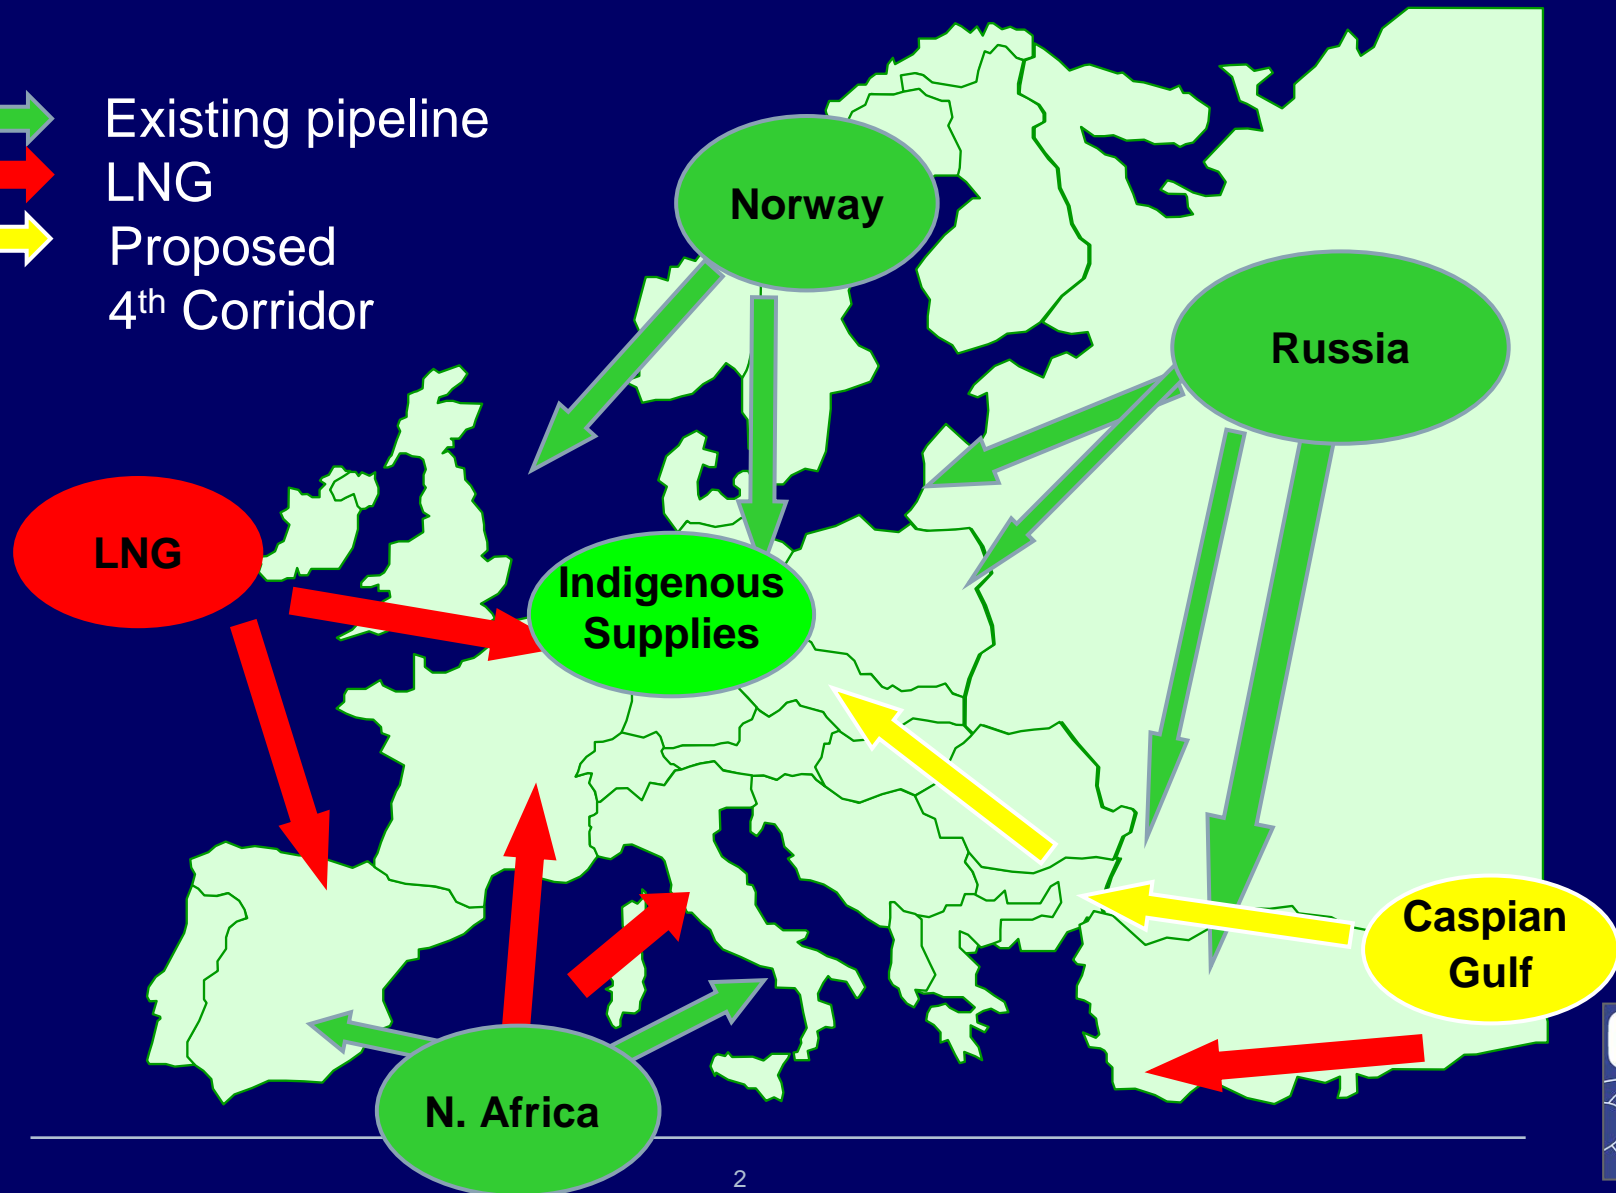 Existing pipeline
LNG
Proposed
4th Corridor
Norway
Russia
LNG
Indigenous
Supplies
Caspian
Gulf
N. Africa
2